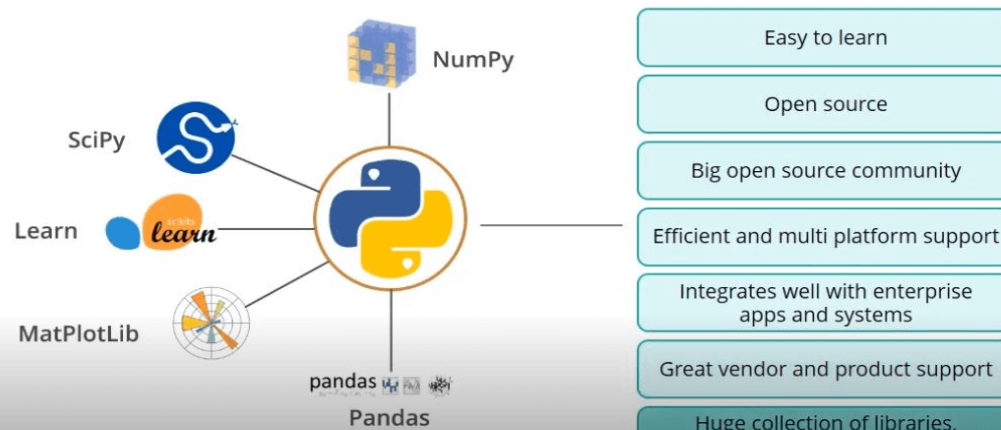 NumPy
SciPy
Learn
scikits
learn
MatPlotLib
pandas
Pandas
Easy to learn
Open source
Big open source community
Efficient and multi platform support
Integrates well with enterprise
apps and systems
Great vendor and product support
Huge collection of libraries,